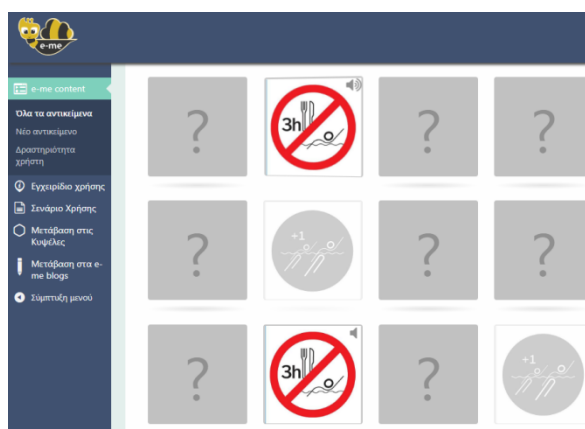 e-me
e-me content
Όλα τα αντικείμενα
Νέο αντικείμενο
Δραστηριότητα
χρήστη
Εγχειρίδιο χρήσης
Σενάριο Χρήσης
Μετάβαση στις
Κυψέλες
Μετάβαση στα e-
me blogs
Σύμπτυξη μενού
? 3h ? ?
? +1 ? ?
? 3h ? +1